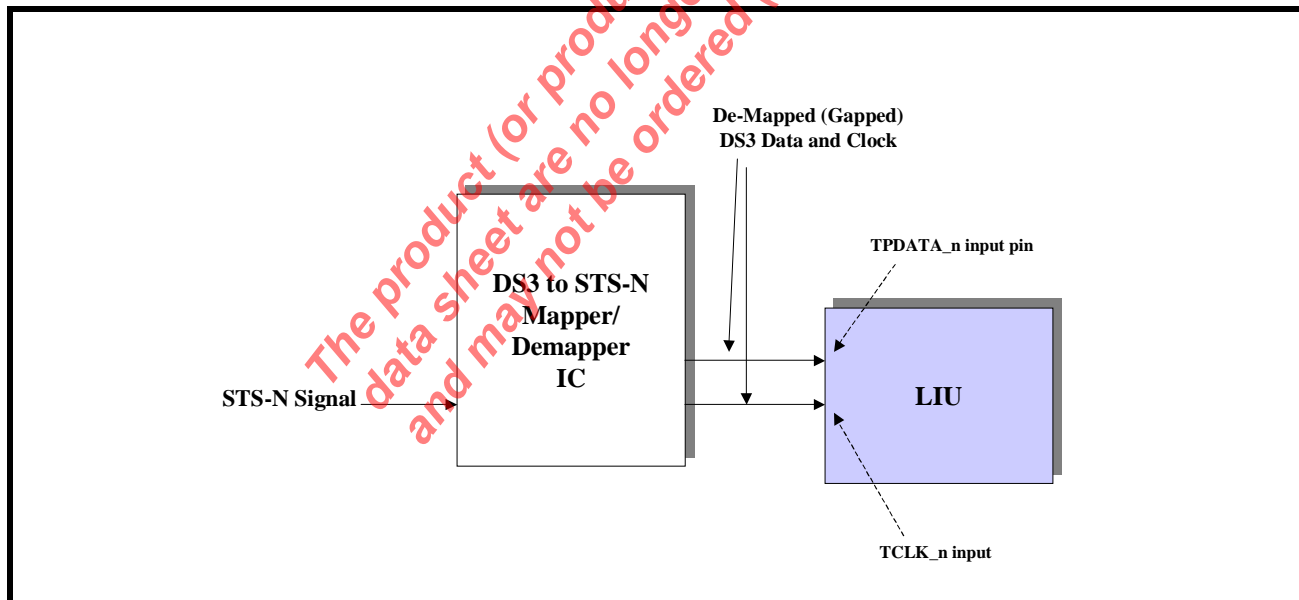 The product (or produ
data sheet are no longe
and may not be ordered (
De-Mapped (Gapped)
DS3 Data and Clock
TPDATA_n input pin
DS3 to STS-N
Mapper/
Demapper
IC
STS-N Signal
LIU
TCLK_n input